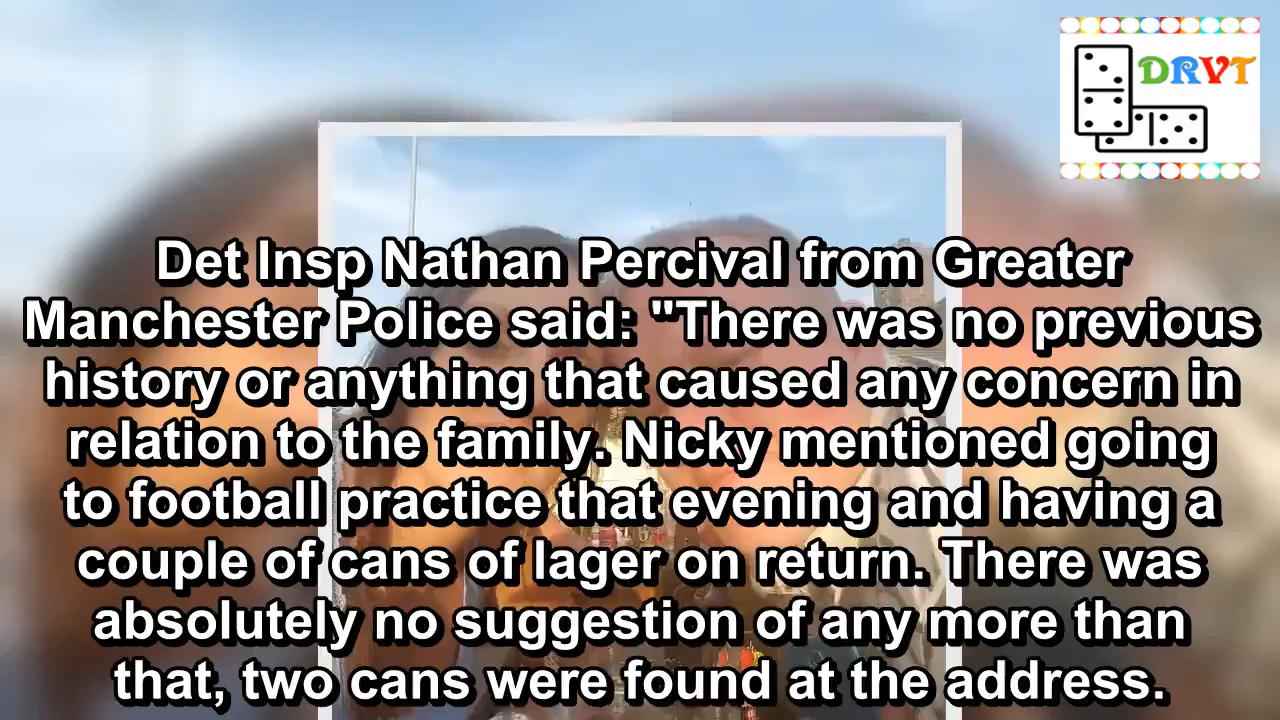 DRVT
Det Insp Nathan Percival from Greater
Manchester Police said: "There was no previous
history or anything that caused any concern in
relation to the family. Nicky mentioned going
to football practice that evening and having a
couple of cans of lager on return. There was
absolutely no suggestion of any more than
that, two cans were found at the address.